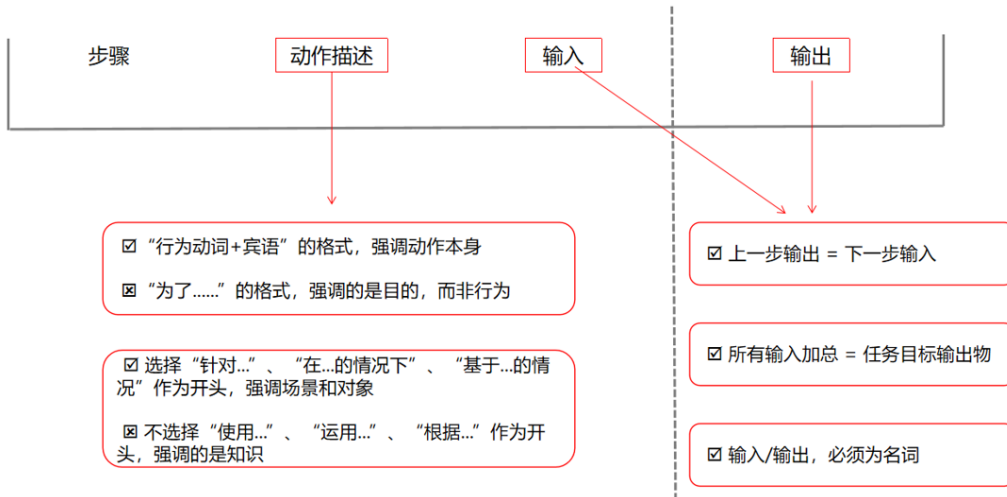 步骤 动作描述 输入 输出
☑ “行为动词+宾语”的格式，强调动作本身
☒ “为了......”的格式，强调的是目的，而非行为
☑ 选择“针对...”、“在...的情况下”、“基于...的情
况”作为开头，强调场景和对象
☒ 不选择“使用...”、“运用...”、“根据...”作为开
头，强调的是知识
☑ 上一步输出 = 下一步输入
☑ 所有输入加总 = 任务目标输出物
☑ 输入/输出，必须为名词